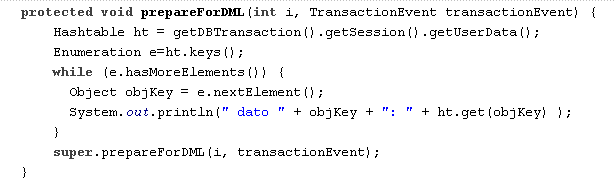 protected void prepareForDML(int i, TransactionEvent transactionEvent) {
Hashtable ht = getDBTransaction().getSession().getUserData();
Enumeration e=ht.keys();
while (e.hasMoreElements()) {
Object objKey = e.nextElement();
System.out.println(" dato " + objKey + ": " + ht.get(objKey) );
}
super.prepareForDML(i, transactionEvent);
}